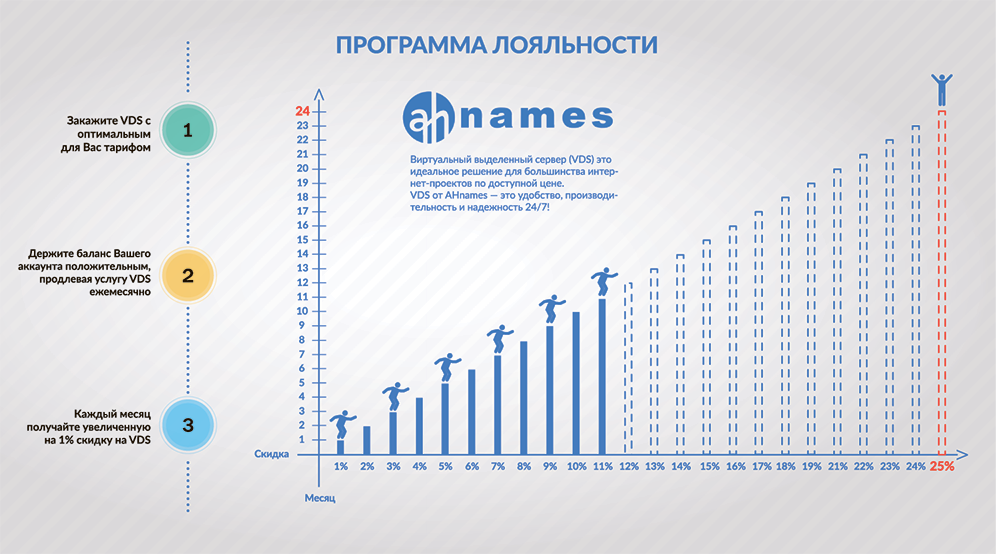 ПРОГРАММА ЛОЯЛЬНОСТИ
1
Закажите VDS с
оптимальным
для Вас тарифом
2
Держите баланс Вашего
аккаунта положительным,
продлевая услугу VDS
ежемесячно
3
Каждый месяц
получайте увеличенную
на 1% скидку на VDS
ahnames
Виртуальный выделенный сервер (VDS) это
идеальное решение для большинства интер-
нет-проектов по доступной цене.
VDS от AHnames — это удобство, производи-
тельность и надежность 24/7!
24
23
22
21
20
19
18
17
16
15
14
13
12
11
10
9
8
7
6
5
4
3
2
1
Скидка
1% 2% 3% 4% 5% 6% 7% 8% 9% 10% 11% 12% 13% 14% 15% 16% 17% 18% 19% 21% 22% 23% 24% 25%
Месяц